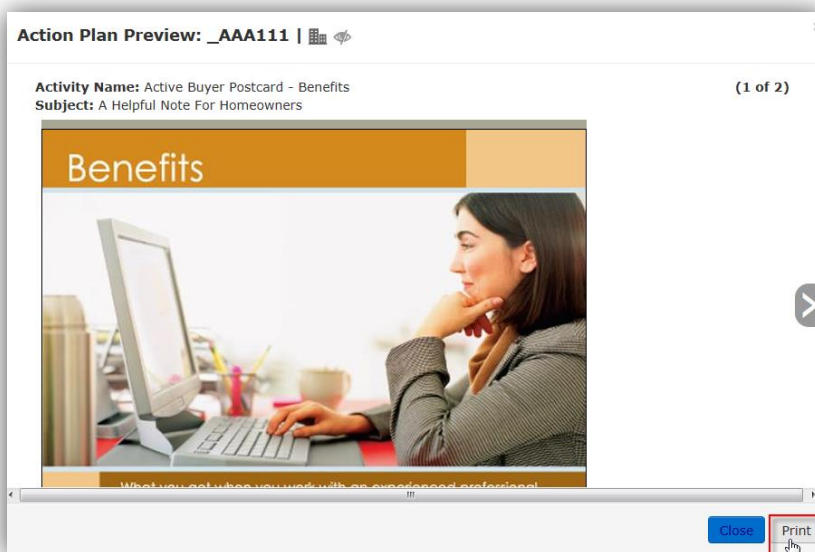 Action Plan Preview: _AAA111 |
Activity Name: Active Buyer Postcard - Benefits (1 of 2)
Subject: A Helpful Note For Homeowners
Benefits
What you get when you work with an experienced professional
Close Print